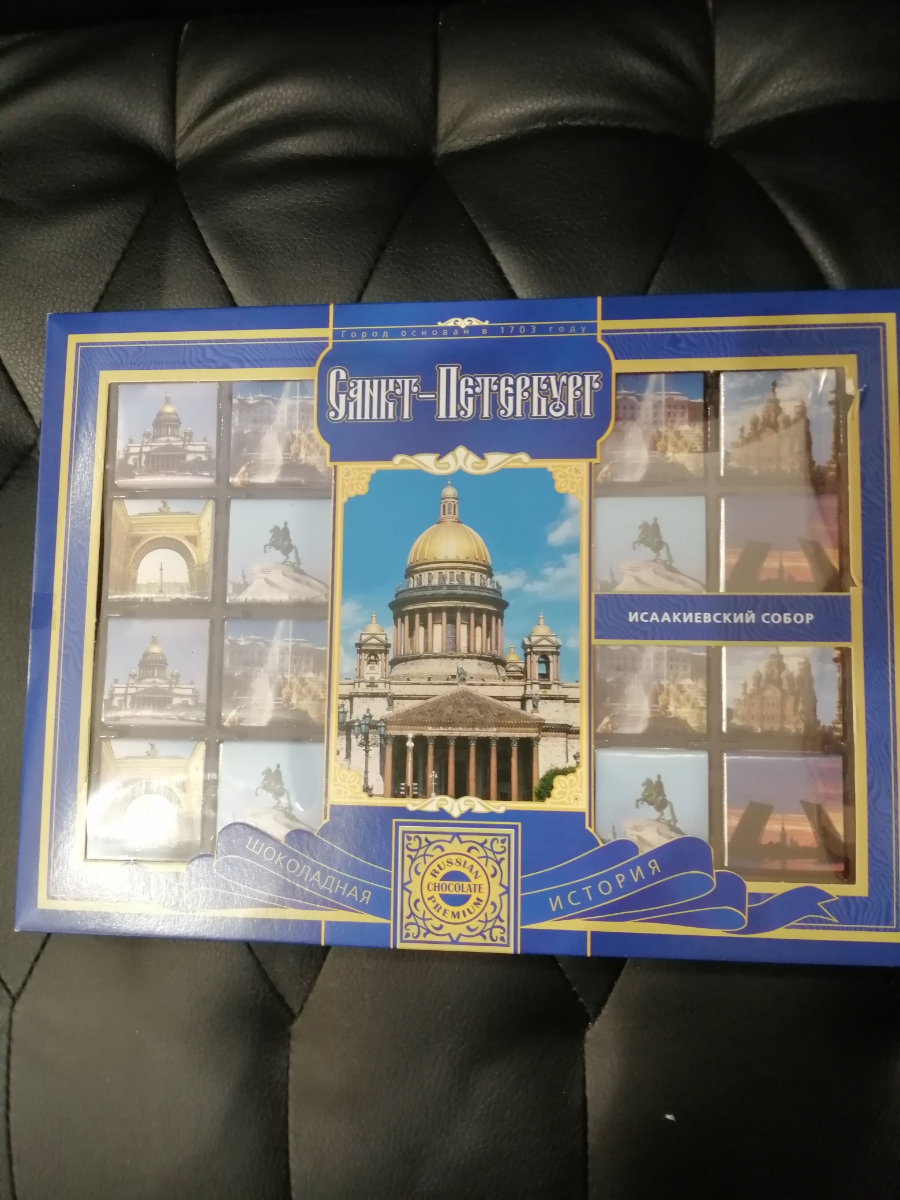 Город основан в 1703 году
Санкт-Петербург
ИСААКИЕВСКИЙ СОБОР
ШОКОЛАДНАЯ
ИСТОРИЯ
RUSSIAN
CHOCOLATE
PREMIUM